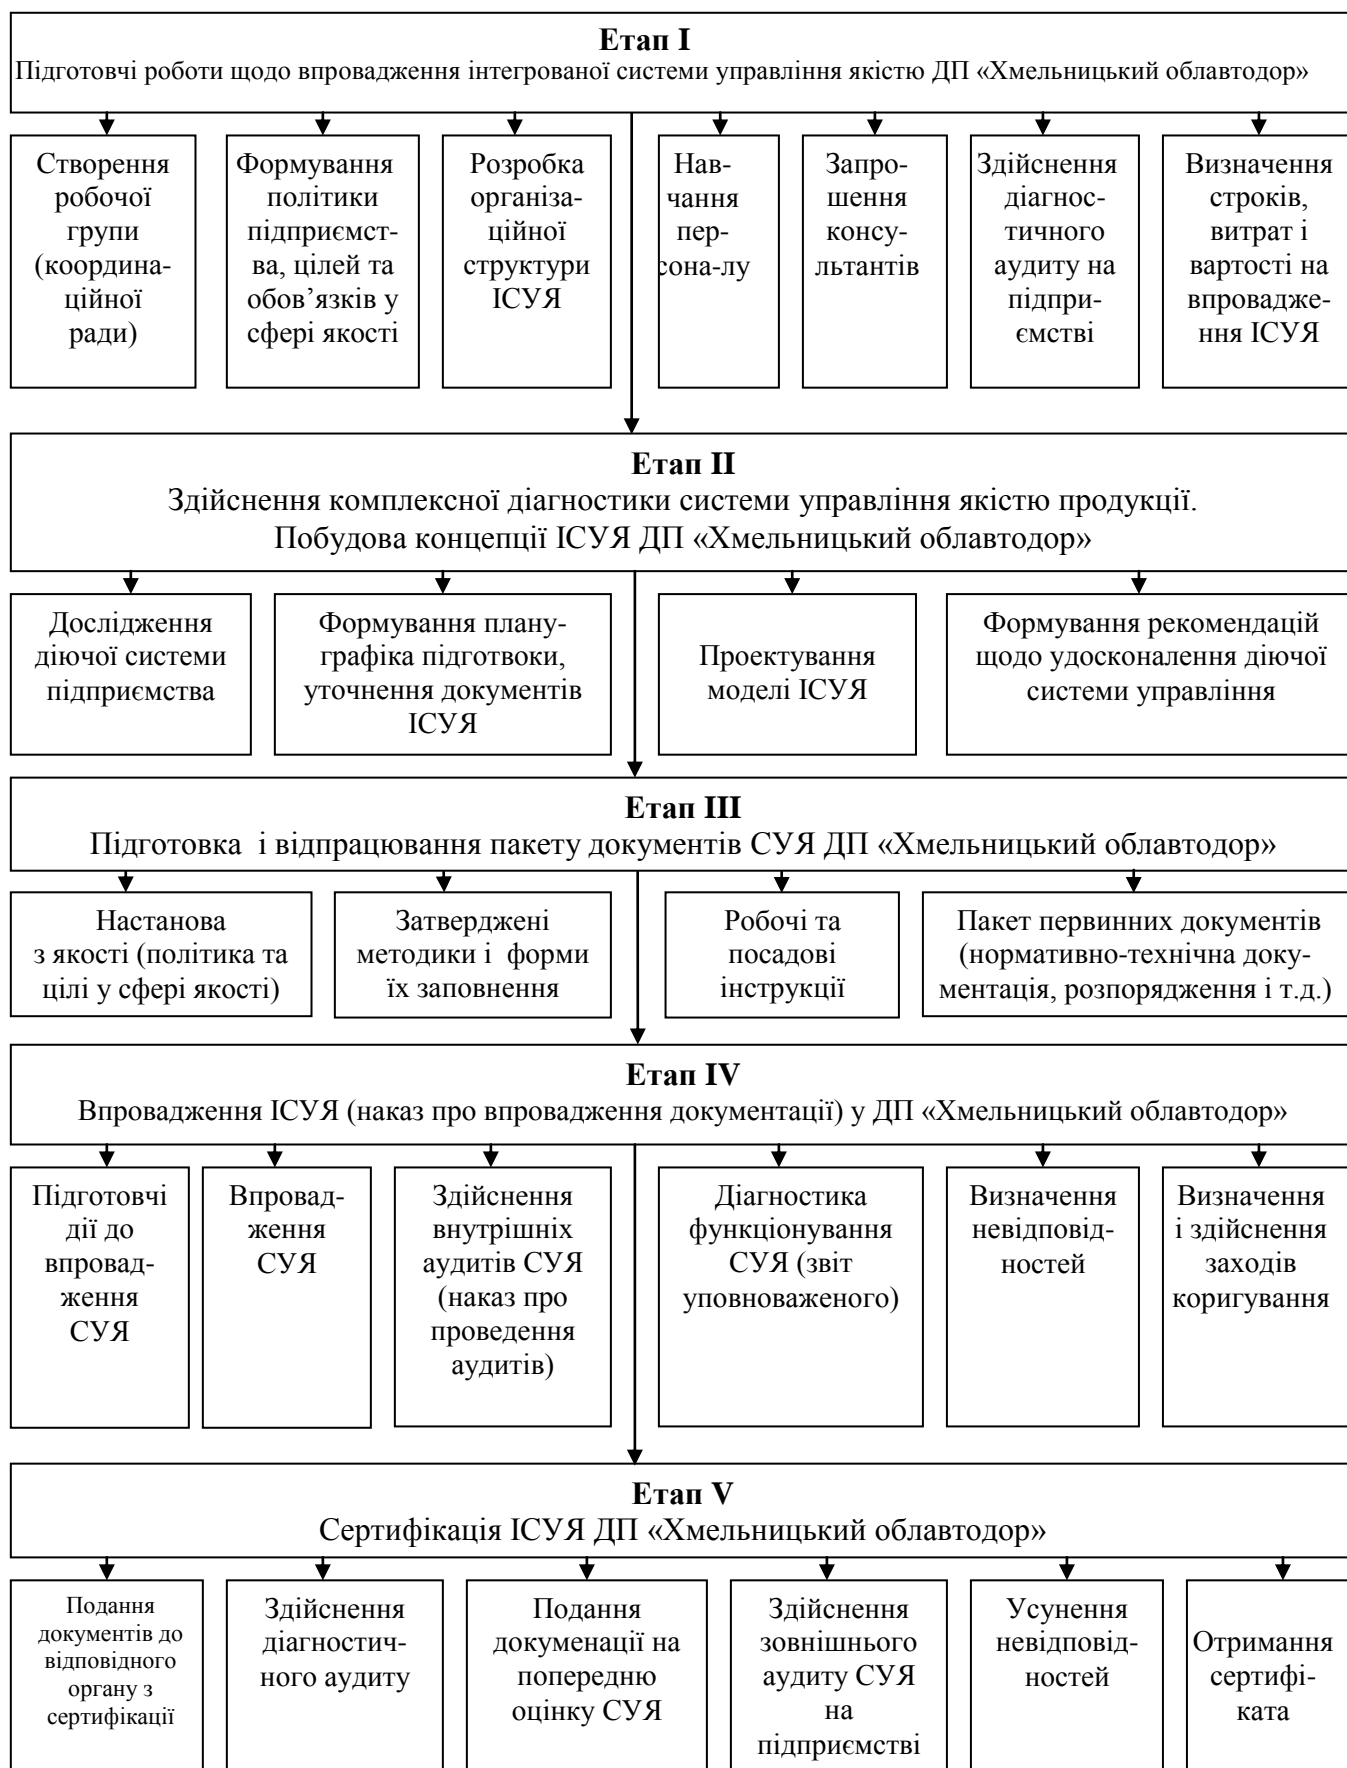 Етап I
Підготовчі роботи щодо впровадження інтегрованої системи управління якістю ДП «Хмельницький облавтодор»
Створення
робочої
групи
(координа-
ційної
ради)
Формування
політики
підприємст-
ва, цілей та
обов’язків у
сфері якості
Розробка
організа-
ційної
структури
ІСУЯ
Нав-
чання
пер-
сона-лу
Запро-
шення
консу-
льтантів
Здійснення
діагнос-
тичного
аудиту на
підпри-
ємстві
Визначення
строків,
витрат і
вартості на
впровадже-
ння ІСУЯ
Етап II
Здійснення комплексної діагностики системи управління якістю продукції.
Побудова концепції ІСУЯ ДП «Хмельницький облавтодор»
Дослідження
діючої системи
підприємства
Формування плану-
графіка підготвоки,
уточнення документів
ІСУЯ
Проектування
моделі ІСУЯ
Формування рекомендацій
щодо удосконалення діючої
системи управління
Етап III
Підготовка і відпрацювання пакету документів СУЯ ДП «Хмельницький облавтодор»
Настанова
з якості (політика та
цілі у сфері якості)
Затверджені
методики і форми
їх заповнення
Робочі та
посадові
інструкції
Пакет первинних документів
(нормативно-технічна доку-
ментація, розпорядження і т.д.)
Етап IV
Впровадження ІСУЯ (наказ про впровадження документації) у ДП «Хмельницький облавтодор»
Підготовчі
дії до
впровад-
ження
СУЯ
Впровад-
ження
СУЯ
Здійснення
внутрішніх
аудитів СУЯ
(наказ про
проведення
аудитів)
Діагностика
функціонування
СУЯ (звіт
уповноваженого)
Визначення
невідповід-
ностей
Визначення
і здійснення
заходів
коригування
Етап V
Сертифікація ІСУЯ ДП «Хмельницький облавтодор»
Подання
документів до
відповідного
органу з
сертифікації
Здійснення
діагностич-
ного аудиту
Подання
докуменації на
попередню
оцінку СУЯ
Здійснення
зовнішнього
аудиту СУЯ
на
підприємстві
Усунення
невідповід-
ностей
Отримання
сертифі-
ката